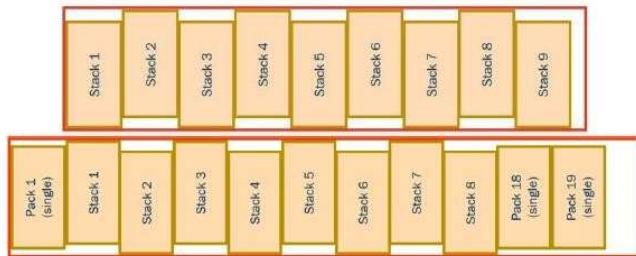 Stack 1
Stack 2
Stack 3
Stack 4
Stack 5
Stack 6
Stack 7
Stack 8
Stack 9
Pack 1
(single)
Stack 1
Stack 2
Stack 3
Stack 4
Stack 5
Stack 6
Stack 7
Stack 8
Pack 18
(single)
Pack 19
(single)